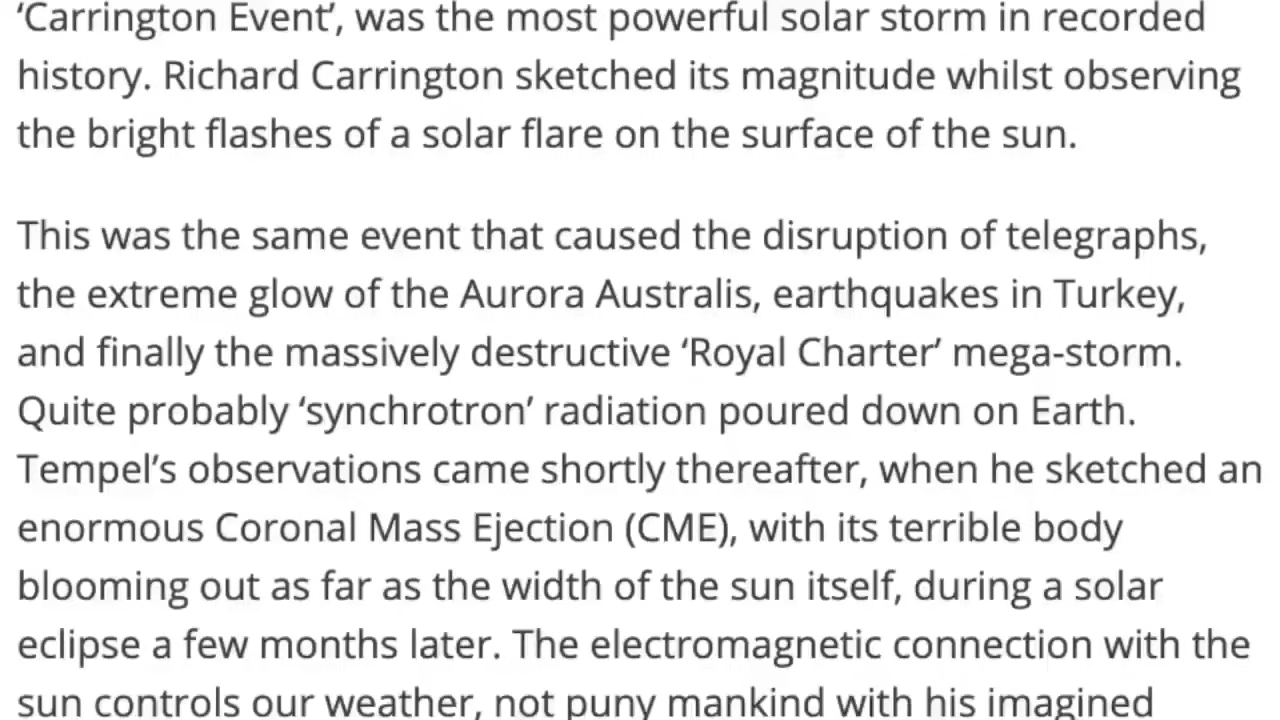 ‘Carrington Event’, was the most powerful solar storm in recorded
history. Richard Carrington sketched its magnitude whilst observing
the bright flashes of a solar flare on the surface of the sun.
This was the same event that caused the disruption of telegraphs,
the extreme glow of the Aurora Australis, earthquakes in Turkey,
and finally the massively destructive ‘Royal Charter’ mega-storm.
Quite probably ‘synchrotron’ radiation poured down on Earth.
Tempel’s observations came shortly thereafter, when he sketched an
enormous Coronal Mass Ejection (CME), with its terrible body
blooming out as far as the width of the sun itself, during a solar
eclipse a few months later. The electromagnetic connection with the
sun controls our weather, not puny mankind with his imagined